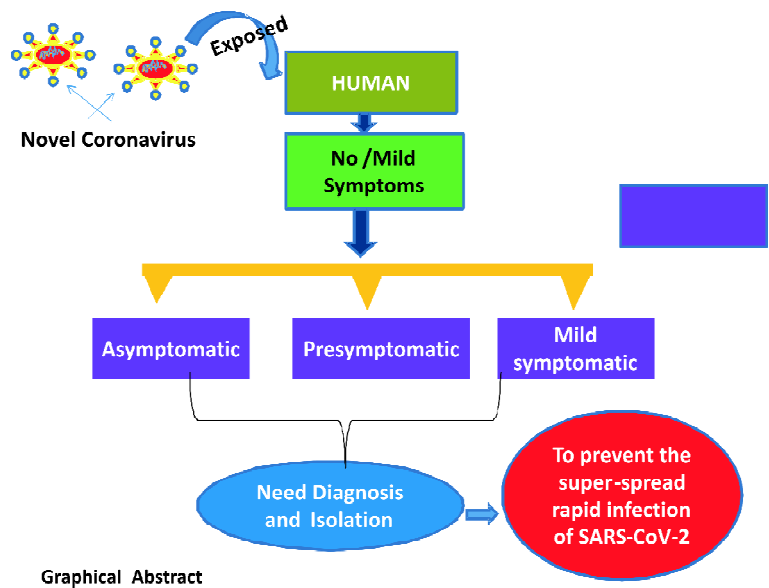 Exposed
HUMAN
Novel Coronavirus
No /Mild
Symptoms
Asymptomatic
Presymptomatic
Mild
symptomatic
Need Diagnosis
and Isolation
To prevent the
super-spread
rapid infection
of SARS-CoV-2
Graphical Abstract